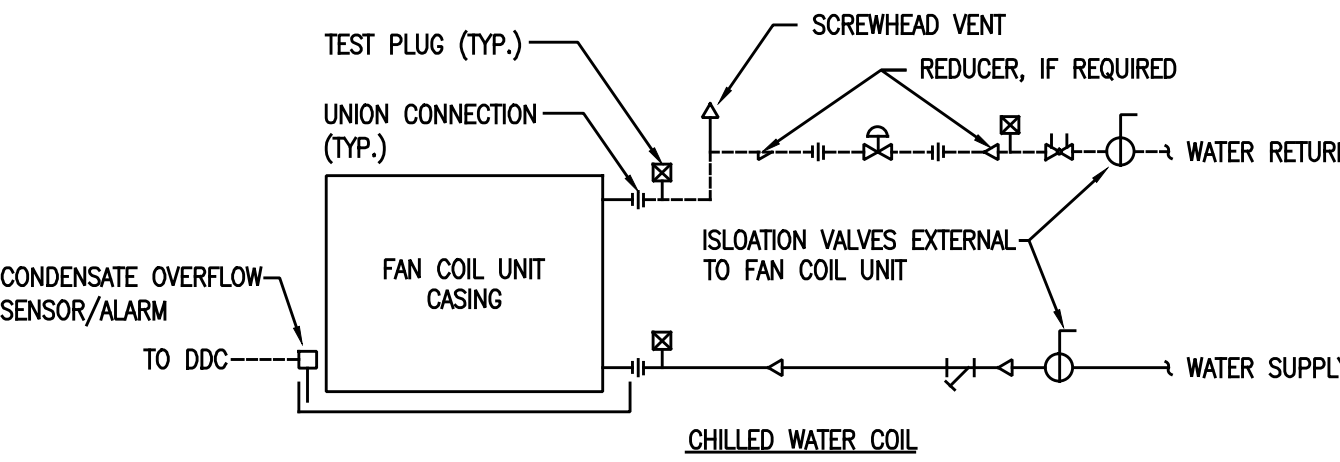 SCREWHEAD VENT
TEST PLUG (TYP.)
REDUCER, IF REQUIRED
UNION CONNECTION
(TYP.)
WATER RETUR
ISLOATION VALVES EXTERNAL
TO FAN COIL UNIT
FAN COIL UNIT
CASING
CONDENSATE OVERFLOW
SENSOR/ALARM
TO DDC
WATER SUPPLY
CHILLED WATER COIL